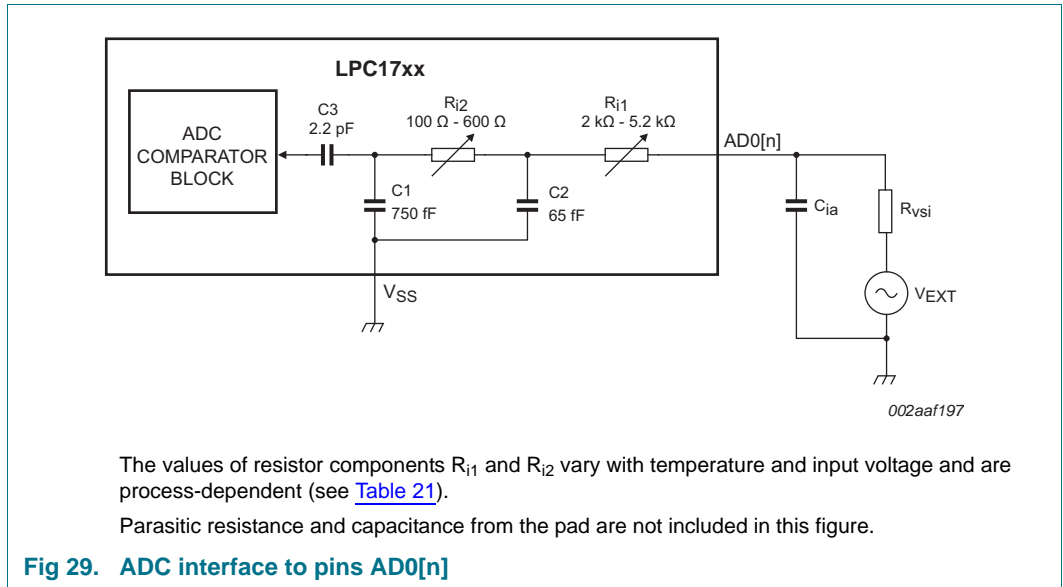 LPC17xx
ADC
COMPARATOR
BLOCK
C3
2.2 pF
Ri2
100 Ω - 600 Ω
Ri1
2 kΩ - 5.2 kΩ
AD0[n]
C1
750 fF
C2
65 fF
Cia
Rvsi
VSS
VEXT
002aaf197
The values of resistor components Ri1 and Ri2 vary with temperature and input voltage and are
process-dependent (see Table 21).
Parasitic resistance and capacitance from the pad are not included in this figure.
Fig 29. ADC interface to pins AD0[n]